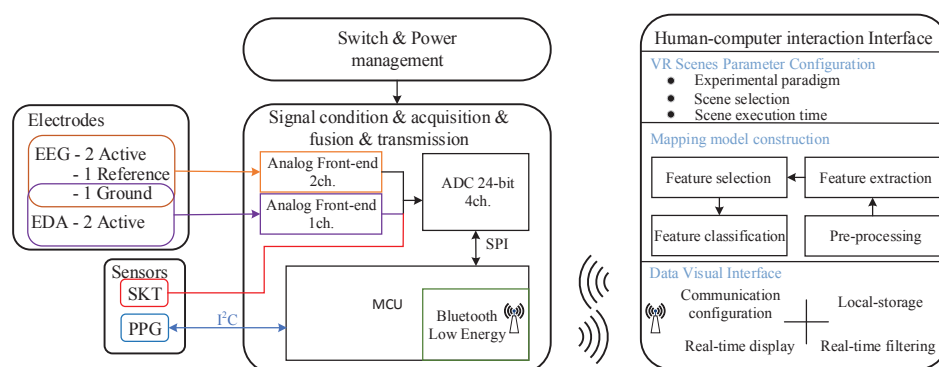 Switch & Power
management
Electrodes
EEG - 2 Active
- 1 Reference
- 1 Ground
EDA - 2 Active
Sensors
SKT
PPG
I²C
Signal condition & acquisition &
fusion & transmission
Analog Front-end
2ch.
Analog Front-end
1ch.
ADC 24-bit
4ch.
SPI
MCU
Bluetooth
Low Energy
Human-computer interaction Interface
VR Scenes Parameter Configuration
● Experimental paradigm
● Scene selection
● Scene execution time
Mapping model construction
Feature selection
Feature extraction
Feature classification
Pre-processing
Data Visual Interface
Communication
configuration
Local-storage
Real-time display
Real-time filtering